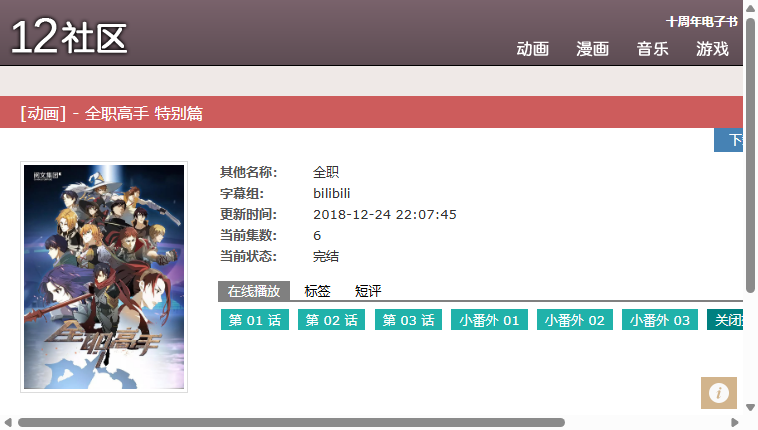 12社区
十周年电子书
动画 漫画 音乐 游戏
[动画] - 全职高手 特别篇
下
阅文集团
全职高手
其他名称: 全职
字幕组: bilibili
更新时间: 2018-12-24 22:07:45
当前集数: 6
当前状态: 完结
在线播放 标签 短评
第 01 话 第 02 话 第 03 话 小番外 01 小番外 02 小番外 03 关闭